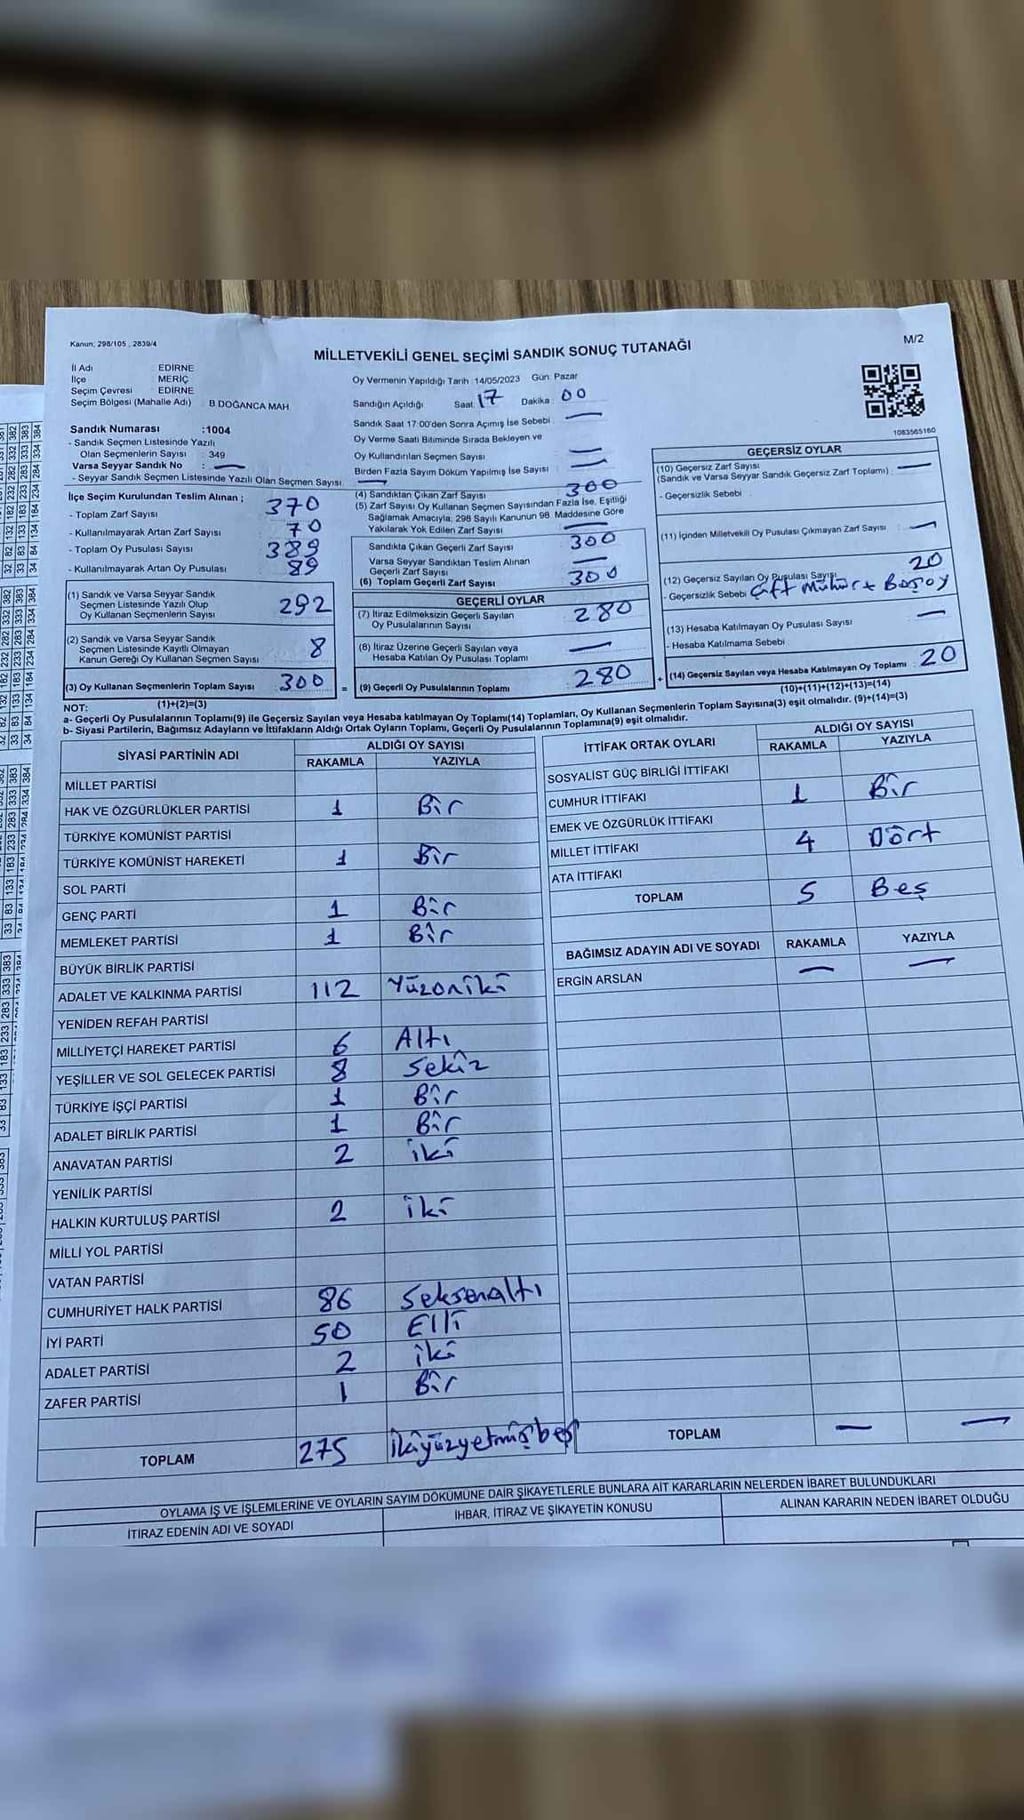 Kanun; 298/105 , 2839/4
MİLLETVEKİLİ GENEL SEÇİMİ SANDIK SONUÇ TUTANAĞI
M/2
İl Adı EDİRNE
İlçe MERİÇ
Seçim Çevresi EDİRNE
Seçim Bölgesi (Mahalle Adı) : B.DOĞANCA MAH.
Sandık Numarası :1004
- Sandık Seçmen Listesinde Yazılı
Olan Seçmenlerin Sayısı : 349
Varsa Seyyar Sandık No : —
- Seyyar Sandık Seçmen Listesinde Yazılı Olan Seçmen Sayısı —
Oy Vermenin Yapıldığı Tarih :14/05/2023 Gün: Pazar
Sandığın Açıldığı Saat: 17 Dakika: 00
Sandık Saat 17:00'den Sonra Açımış İse Sebebi : —
Oy Verme Saati Bitiminde Sırada Bekleyen ve
Oy Kullandırılan Seçmen Sayısı —
Birden Fazla Sayım Döküm Yapılmış İse Sayısı —
1083565160
İlçe Seçim Kurulundan Teslim Alınan ;
- Toplam Zarf Sayısı : 370
- Kullanılmayarak Artan Zarf Sayısı : 70
- Toplam Oy Pusulası Sayısı : 389
- Kullanılmayarak Artan Oy Pusulası : 89
(1) Sandık ve Varsa Seyyar Sandık
Seçmen Listesinde Yazılı Olup
Oy Kullanan Seçmenlerin Sayısı : 292
(2) Sandık ve Varsa Seyyar Sandık
Seçmen Listesinde Kayıtlı Olmayan
Kanun Gereği Oy Kullanan Seçmen Sayısı : 8
(3) Oy Kullanan Seçmenlerin Toplam Sayısı : 300
(1)+(2)=(3)
(4) Sandıktan Çıkan Zarf Sayısı : 300
(5) Zarf Sayısı Oy Kullanan Seçmen Sayısından Fazla İse, Eşitliği
Sağlamak Amacıyla; 298 Sayılı Kanunun 98. Maddesine Göre
Yakılarak Yok Edilen Zarf Sayısı : —
Sandıkta Çıkan Geçerli Zarf Sayısı : 300
Varsa Seyyar Sandıktan Teslim Alınan
Geçerli Zarf Sayısı : —
(6) Toplam Geçerli Zarf Sayısı : 300
GEÇERLİ OYLAR
(7) İtiraz Edilmeksizin Geçerli Sayılan
Oy Pusulalarının Sayısı : 280
(8) İtiraz Üzerine Geçerli Sayılan veya
Hesaba Katılan Oy Pusulası Toplamı : —
= (9) Geçerli Oy Pusulalarının Toplamı : 280
GEÇERSİZ OYLAR
(10) Geçersiz Zarf Sayısı
(Sandık ve Varsa Seyyar Sandık Geçersiz Zarf Toplamı) : —
- Geçersizlik Sebebi :
(11) İçinden Milletvekili Oy Pusulası Çıkmayan Zarf Sayısı : —
(12) Geçersiz Sayılan Oy Pusulası Sayısı : 20
- Geçersizlik Sebebi : Çift Mühür + Boş oy
(13) Hesaba Katılmayan Oy Pusulası Sayısı : —
- Hesaba Katılmama Sebebi :
+ (14) Geçersiz Sayılan veya Hesaba Katılmayan Oy Toplamı : 20
(10)+(11)+(12)+(13)=(14)
NOT:
a- Geçerli Oy Pusulalarının Toplamı(9) ile Geçersiz Sayılan veya Hesaba katılmayan Oy Toplamı(14) Toplamları, Oy Kullanan Seçmenlerin Toplam Sayısına(3) eşit olmalıdır. (9)+(14)=(3)
b- Siyasi Partilerin, Bağımsız Adayların ve İttifakların Aldığı Ortak Oyların Toplamı, Geçerli Oy Pusulalarının Toplamına(9) eşit olmalıdır.
SİYASİ PARTİNİN ADI ALDIĞI OY SAYISI
RAKAMLA YAZIYLA
MİLLET PARTİSİ
HAK VE ÖZGÜRLÜKLER PARTİSİ 1 Bir
TÜRKİYE KOMÜNİST PARTİSİ
TÜRKİYE KOMÜNİST HAREKETİ 1 Bir
SOL PARTİ
GENÇ PARTİ 1 Bir
MEMLEKET PARTİSİ 1 Bir
BÜYÜK BİRLİK PARTİSİ
ADALET VE KALKINMA PARTİSİ 112 Yüzoniki
YENİDEN REFAH PARTİSİ
MİLLİYETÇİ HAREKET PARTİSİ 6 Altı
YEŞİLLER VE SOL GELECEK PARTİSİ 8 Sekiz
TÜRKİYE İŞÇİ PARTİSİ 1 Bir
ADALET BİRLİK PARTİSİ 1 Bir
ANAVATAN PARTİSİ 2 iki
YENİLİK PARTİSİ
HALKIN KURTULUŞ PARTİSİ 2 iki
MİLLİ YOL PARTİSİ
VATAN PARTİSİ
CUMHURİYET HALK PARTİSİ 86 Seksenaltı
İYİ PARTİ 50 Elli
ADALET PARTİSİ 2 iki
ZAFER PARTİSİ 1 Bir
TOPLAM 275 İkiyüzyetmişbeş
İTTİFAK ORTAK OYLARI ALDIĞI OY SAYISI
RAKAMLA YAZIYLA
SOSYALİST GÜÇ BİRLİĞİ İTTİFAKI
CUMHUR İTTİFAKI 1 Bir
EMEK VE ÖZGÜRLÜK İTTİFAKI
MİLLET İTTİFAKI 4 Dört
ATA İTTİFAKI
TOPLAM 5 Beş
BAĞIMSIZ ADAYIN ADI VE SOYADI RAKAMLA YAZIYLA
ERGİN ARSLAN — —
TOPLAM — —
OYLAMA İŞ VE İŞLEMLERİNE VE OYLARIN SAYIM DÖKÜMÜNE DAİR ŞİKAYETLERLE BUNLARA AİT KARARLARIN NELERDEN İBARET BULUNDUKLARI
İTİRAZ EDENİN ADI VE SOYADI İHBAR, İTİRAZ VE ŞİKAYETİN KONUSU ALINAN KARARIN NEDEN İBARET OLDUĞU